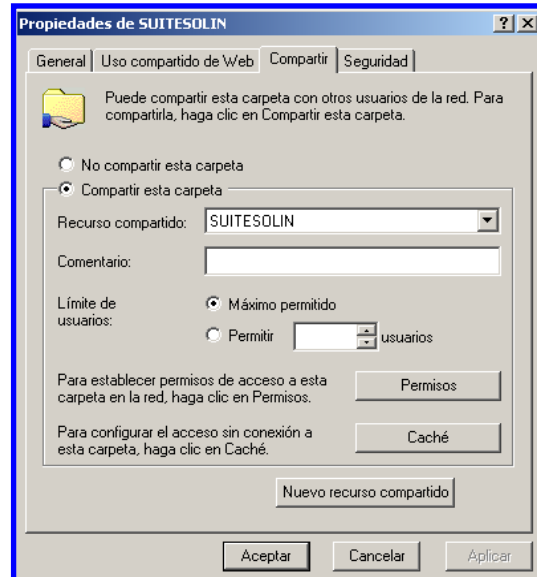 Propiedades de SUITESOLIN
General Uso compartido de Web Compartir Seguridad
Puede compartir esta carpeta con otros usuarios de la red. Para
compartirla, haga clic en Compartir esta carpeta.
No compartir esta carpeta
Compartir esta carpeta
Recurso compartido: SUITESOLIN
Comentario:
Límite de
usuarios:
Máximo permitido
Permitir usuarios
Para establecer permisos de acceso a esta
carpeta en la red, haga clic en Permisos.
Permisos
Para configurar el acceso sin conexión a
esta carpeta, haga clic en Caché.
Caché
Nuevo recurso compartido
Aceptar Cancelar Aplicar